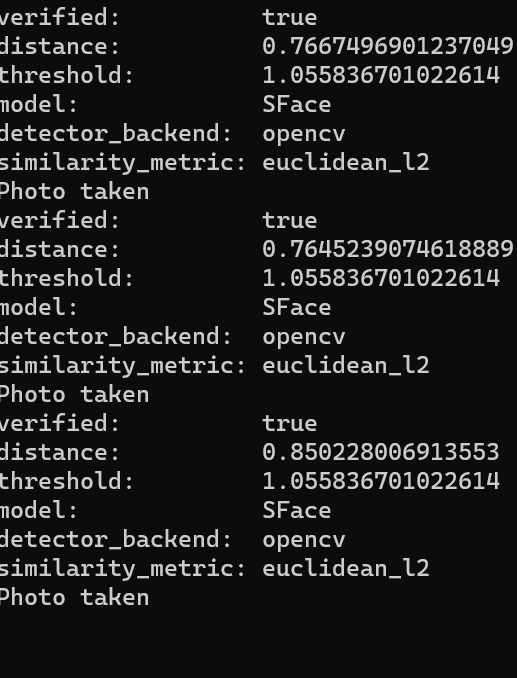 verified: true
distance: 0.7667496901237049
threshold: 1.055836701022614
model: SFace
detector_backend: opencv
similarity_metric: euclidean_l2
Photo taken
verified: true
distance: 0.7645239074618889
threshold: 1.055836701022614
model: SFace
detector_backend: opencv
similarity_metric: euclidean_l2
Photo taken
verified: true
distance: 0.850228006913553
threshold: 1.055836701022614
model: SFace
detector_backend: opencv
similarity_metric: euclidean_l2
Photo taken